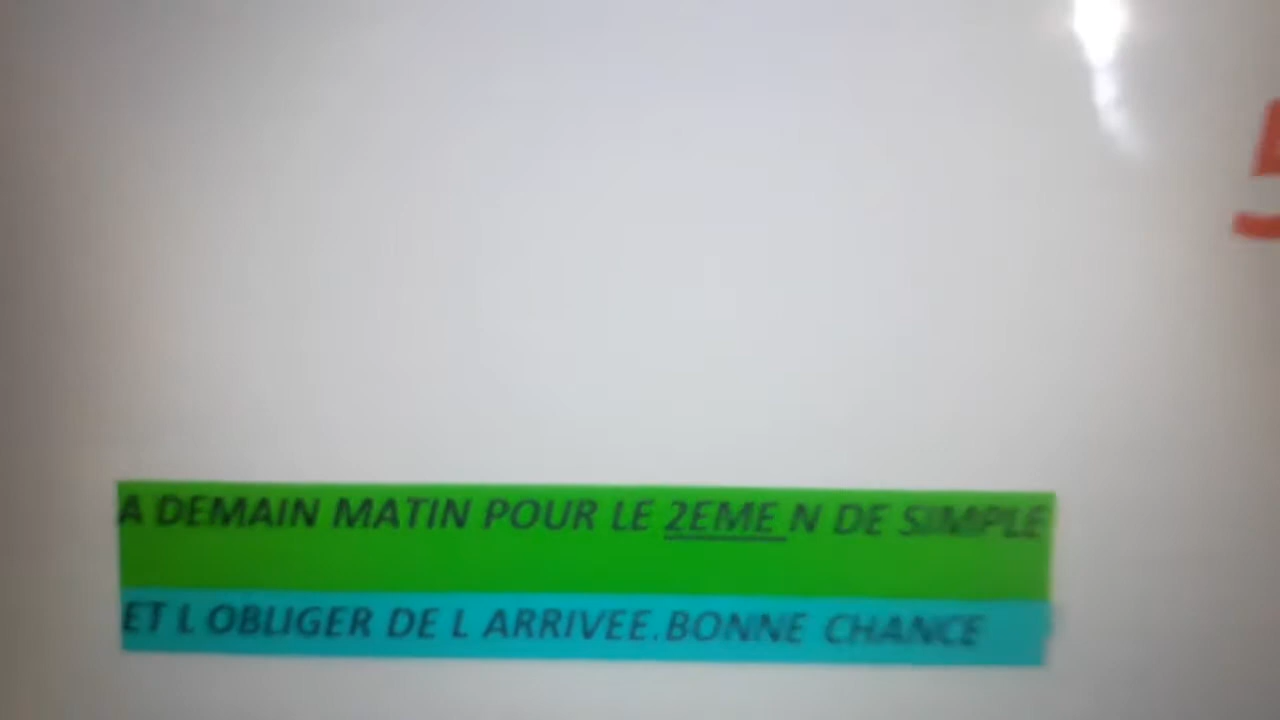 A DEMAIN MATIN POUR LE 2EME N DE SIMPLE
ET L OBLIGER DE L ARRIVEE.BONNE CHANCE